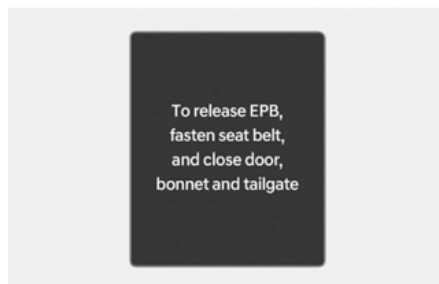 To release EPB,
fasten seat belt,
and close door,
bonnet and tailgate